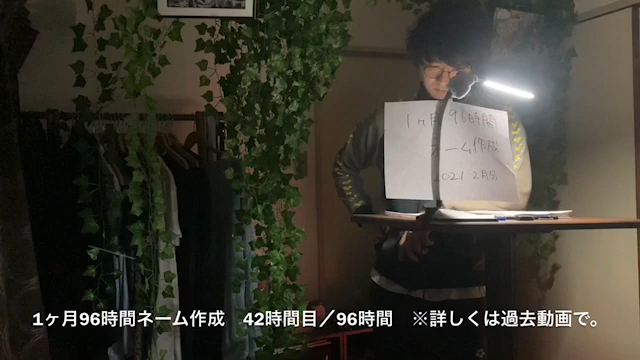 1ヶ月 96時間
ネーム作成
2021 2月分
1ヶ月96時間ネーム作成 42時間目／96時間 ※詳しくは過去動画で。